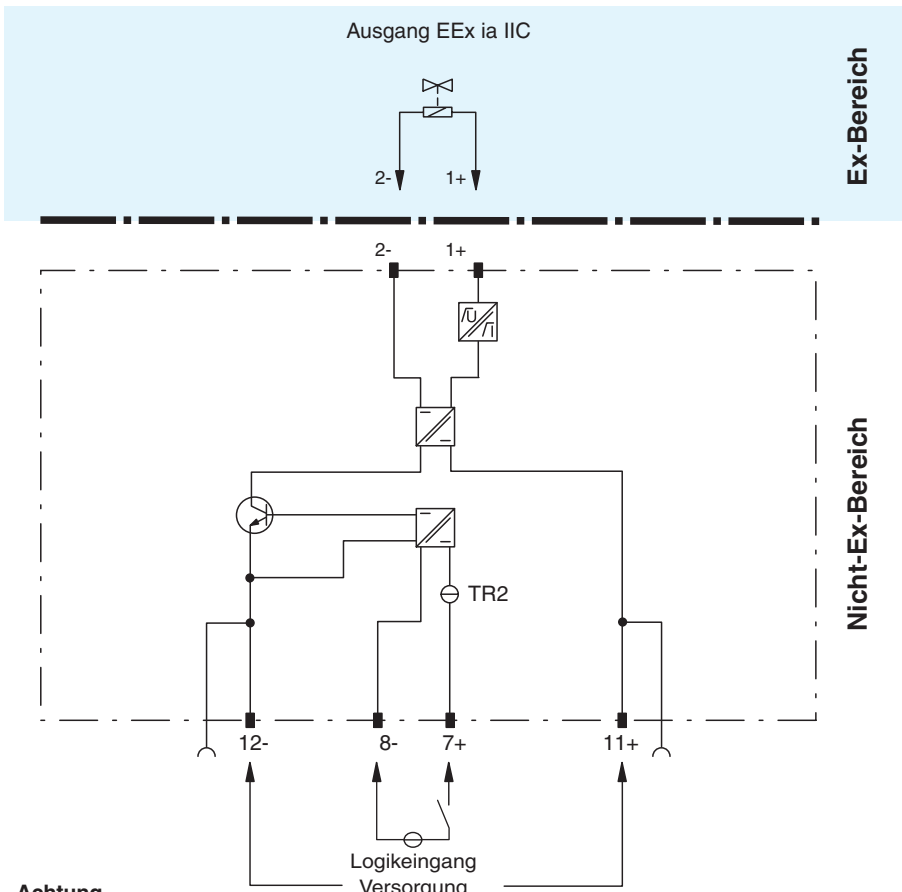 Ausgang EEx ia IIC
Ex-Bereich
2-
1+
2-
1+
U
I
Nicht-Ex-Bereich
TR2
12-
8-
7+
11+
Logikeingang
Versorgung
Achtung